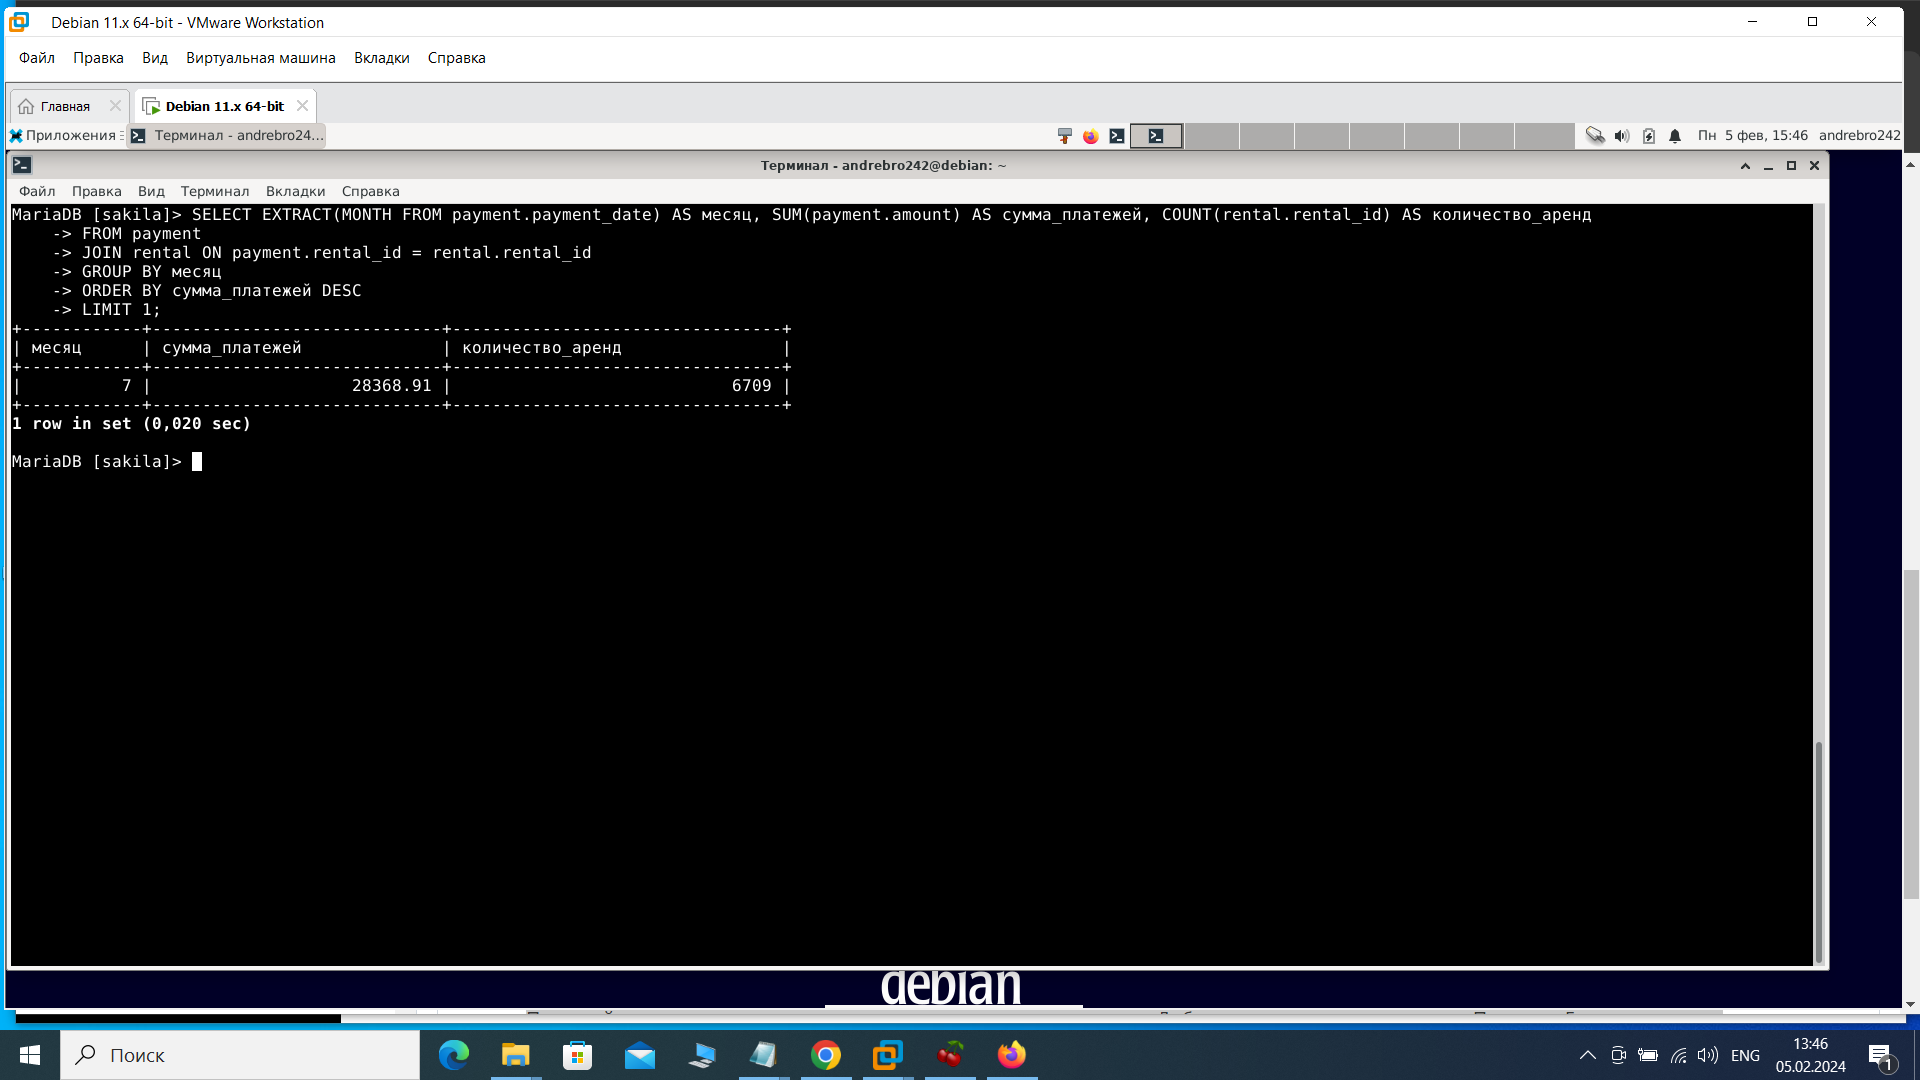 Debian 11.x 64-bit - VMware Workstation
Файл Правка Вид Виртуальная машина Вкладки Справка
Главная Debian 11.x 64-bit
Приложения Терминал - andrebro24... Пн 5 фев, 15:46 andrebro242
Терминал - andrebro242@debian: ~
Файл Правка Вид Терминал Вкладки Справка
MariaDB [sakila]> SELECT EXTRACT(MONTH FROM payment.payment_date) AS месяц, SUM(payment.amount) AS сумма_платежей, COUNT(rental.rental_id) AS количество_аренд
    -> FROM payment
    -> JOIN rental ON payment.rental_id = rental.rental_id
    -> GROUP BY месяц
    -> ORDER BY сумма_платежей DESC
    -> LIMIT 1;
+------------+-----------------------------+---------------------------------+
| месяц      | сумма_платежей              | количество_аренд                |
+------------+-----------------------------+---------------------------------+
|          7 |                    28368.91 |                            6709 |
+------------+-----------------------------+---------------------------------+
1 row in set (0,020 sec)
MariaDB [sakila]>
debian
Поиск
ENG
13:46
05.02.2024
1